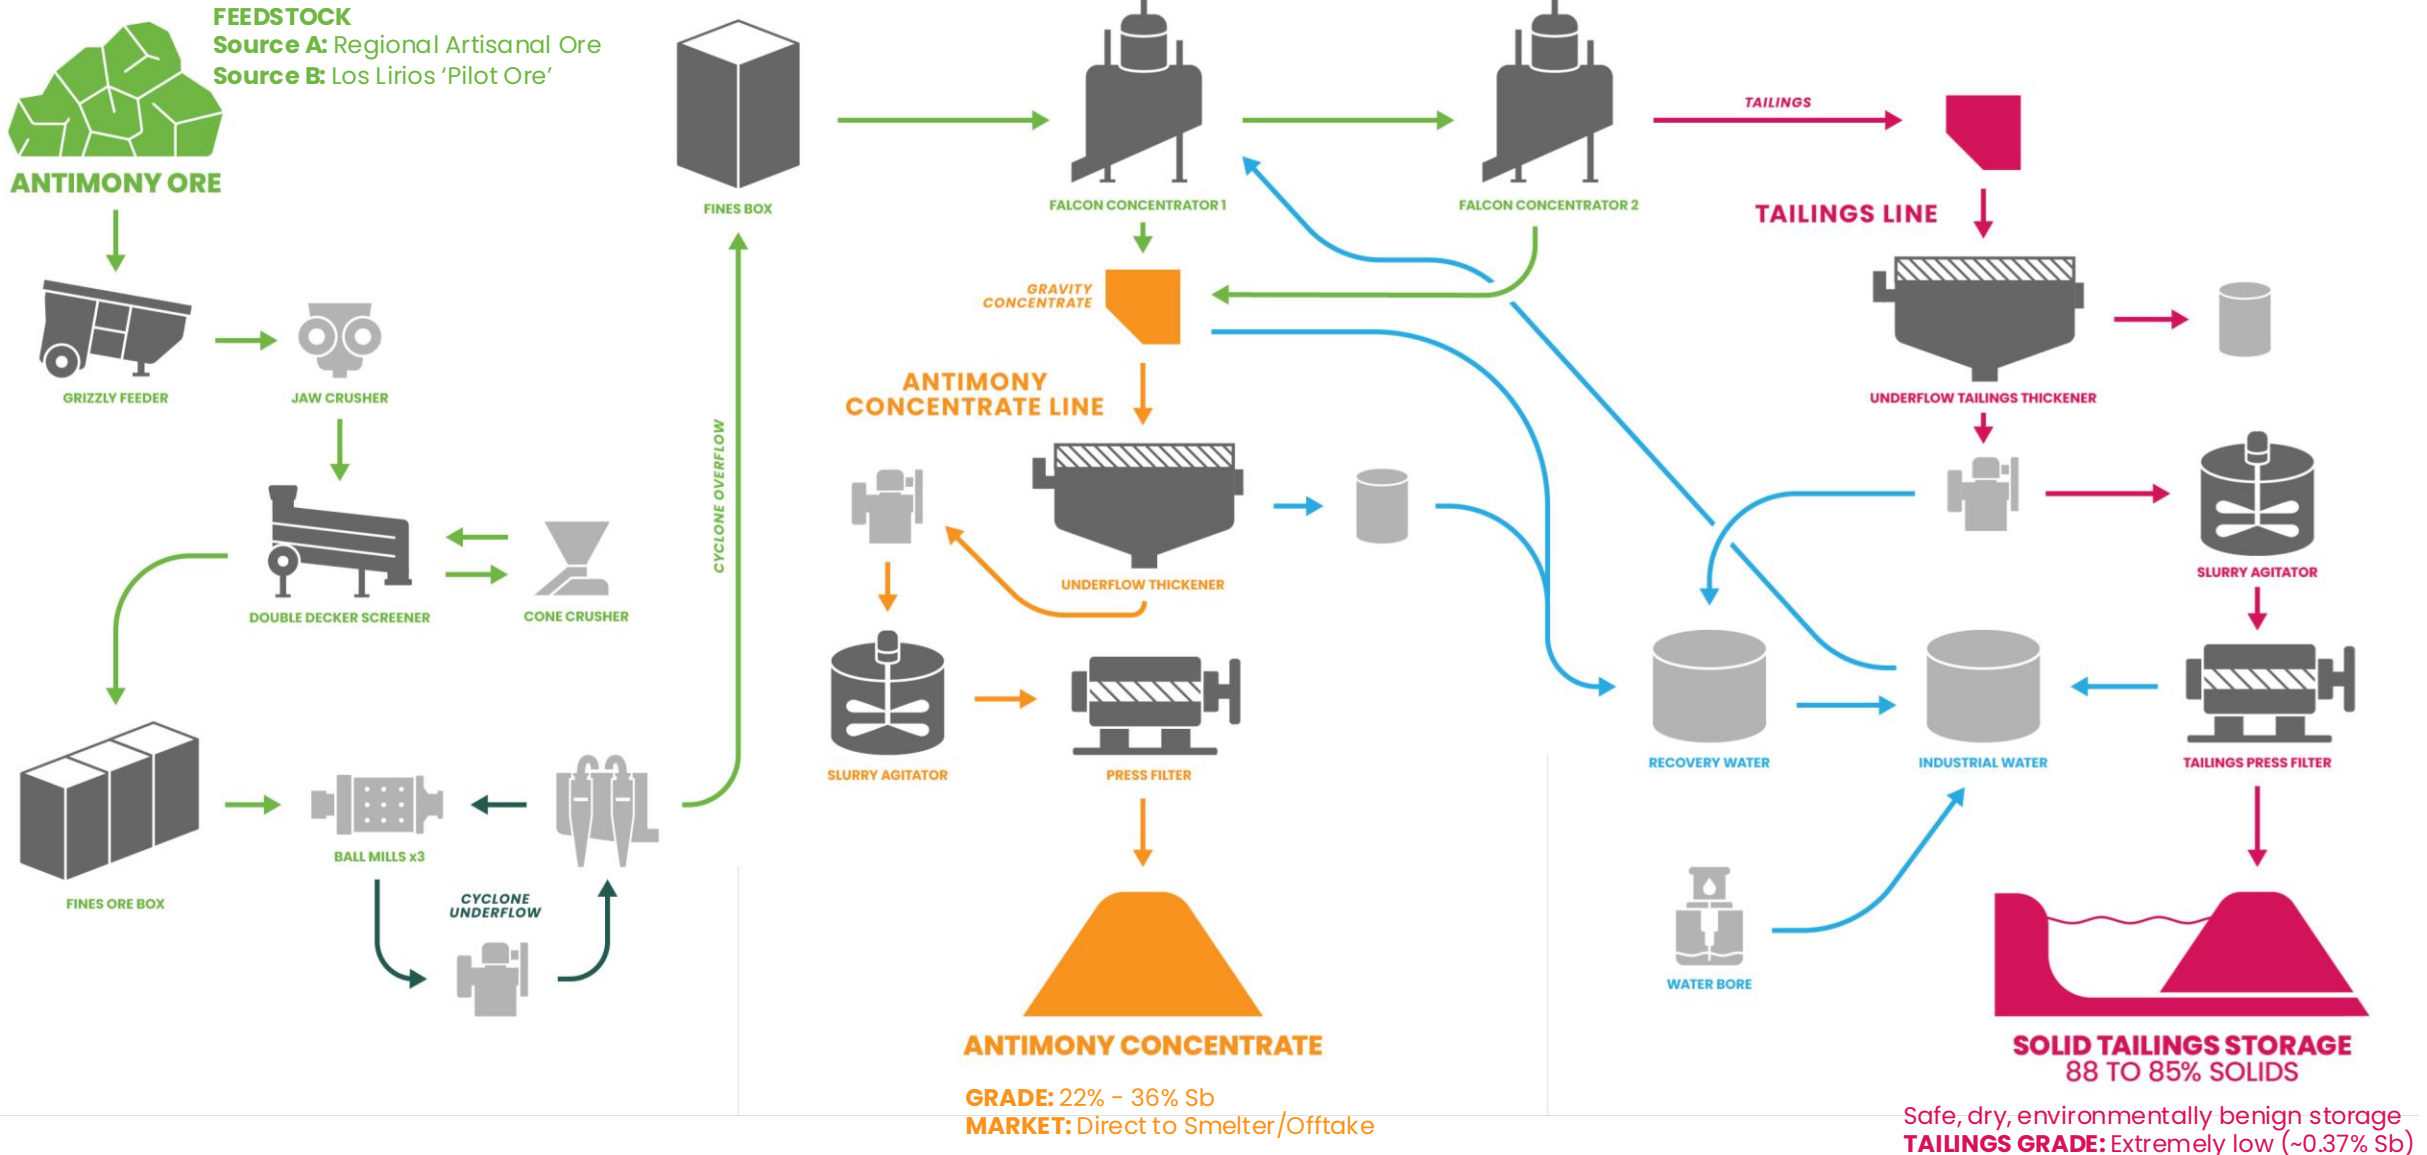 FEEDSTOCK
Source A: Regional Artisanal Ore
Source B: Los Lirios ‘Pilot Ore’
ANTIMONY ORE
GRIZZLY FEEDER
JAW CRUSHER
DOUBLE DECKER SCREENER
CONE CRUSHER
FINES ORE BOX
BALL MILLS x3
CYCLONE
UNDERFLOW
CYCLONE OVERFLOW
FINES BOX
FALCON CONCENTRATOR 1
FALCON CONCENTRATOR 2
GRAVITY
CONCENTRATE
ANTIMONY
CONCENTRATE LINE
UNDERFLOW THICKENER
SLURRY AGITATOR
PRESS FILTER
ANTIMONY CONCENTRATE
GRADE: 22% - 36% Sb
MARKET: Direct to Smelter/Offtake
TAILINGS
TAILINGS LINE
UNDERFLOW TAILINGS THICKENER
SLURRY AGITATOR
RECOVERY WATER
INDUSTRIAL WATER
TAILINGS PRESS FILTER
WATER BORE
SOLID TAILINGS STORAGE
88 TO 85% SOLIDS
Safe, dry, environmentally benign storage
TAILINGS GRADE: Extremely low (~0.37% Sb)